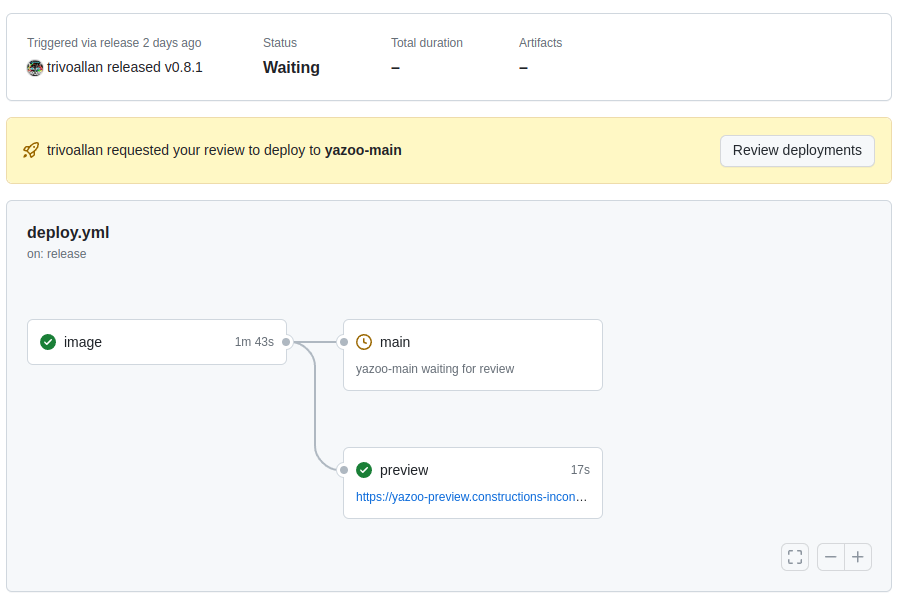 Triggered via release 2 days ago
trivoallan released v0.8.1
Status
Waiting
Total duration
–
Artifacts
–
trivoallan requested your review to deploy to yazoo-main
Review deployments
deploy.yml
on: release
image 1m 43s
main
yazoo-main waiting for review
preview 17s
https://yazoo-preview.constructions-incon…